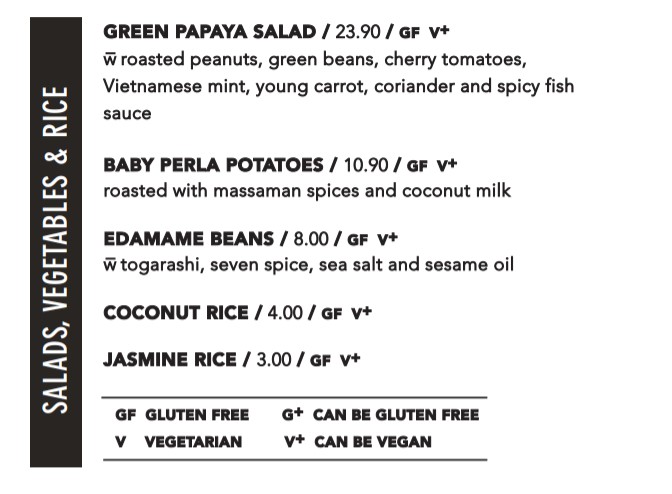 SALADS, VEGETABLES & RICE
GREEN PAPAYA SALAD / 23.90 / GF V+
w̅ roasted peanuts, green beans, cherry tomatoes,
Vietnamese mint, young carrot, coriander and spicy fish
sauce
BABY PERLA POTATOES / 10.90 / GF V+
roasted with massaman spices and coconut milk
EDAMAME BEANS / 8.00 / GF V+
w̅ togarashi, seven spice, sea salt and sesame oil
COCONUT RICE / 4.00 / GF V+
JASMINE RICE / 3.00 / GF V+
GF GLUTEN FREE G+ CAN BE GLUTEN FREE
V VEGETARIAN V+ CAN BE VEGAN